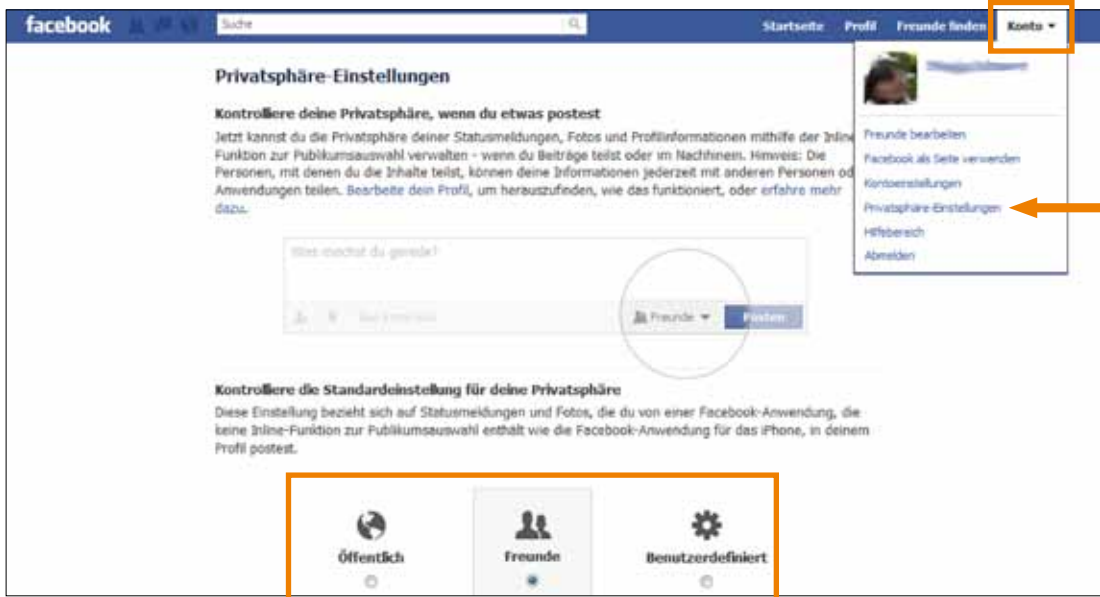 facebook
Suche
Startseite Profil Freunde finden Konto
Privatsphäre-Einstellungen
Kontrolliere deine Privatsphäre, wenn du etwas postest
Jetzt kannst du die Privatsphäre deiner Statusmeldungen, Fotos und Profilinformationen mithilfe der Inline
Funktion zur Publikumsauswahl verwalten - wenn du Beiträge teilst oder im Nachhinein. Hinweis: Die
Personen, mit denen du die Inhalte teilst, können deine Informationen jederzeit mit anderen Personen od
Anwendungen teilen. Bearbeite dein Profil, um herauszufinden, wie das funktioniert, oder erfahre mehr
dazu.
Freunde bearbeiten
Facebook als Seite verwenden
Kontoeinstellungen
Privatsphäre-Einstellungen
Hilfebereich
Abmelden
Was machst du gerade?
Freunde
Posten
Kontrolliere die Standardeinstellung für deine Privatsphäre
Diese Einstellung bezieht sich auf Statusmeldungen und Fotos, die du von einer Facebook-Anwendung, die
keine Inline-Funktion zur Publikumsauswahl enthält wie die Facebook-Anwendung für das iPhone, in deinem
Profil postest.
Öffentlich Freunde Benutzerdefiniert